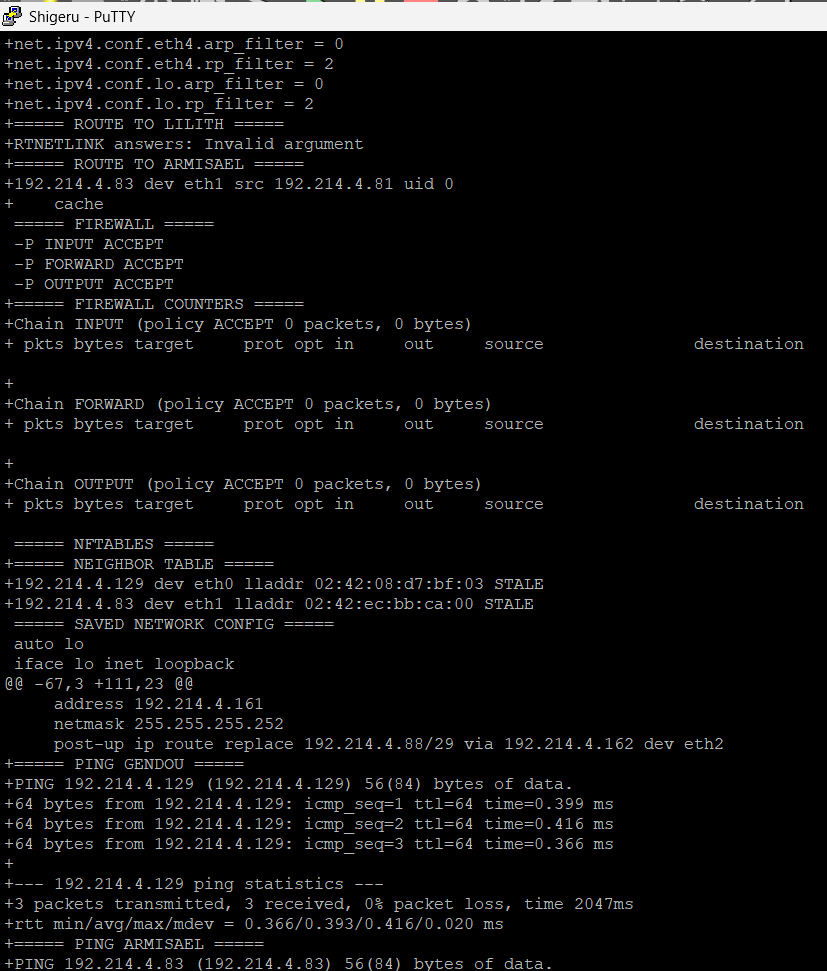 Shigeru - PuTTY
+net.ipv4.conf.eth4.arp_filter = 0
+net.ipv4.conf.eth4.rp_filter = 2
+net.ipv4.conf.lo.arp_filter = 0
+net.ipv4.conf.lo.rp_filter = 2
+===== ROUTE TO LILITH =====
+RTNETLINK answers: Invalid argument
+===== ROUTE TO ARMISAEL =====
+192.214.4.83 dev eth1 src 192.214.4.81 uid 0
+    cache
 ===== FIREWALL =====
 -P INPUT ACCEPT
 -P FORWARD ACCEPT
 -P OUTPUT ACCEPT
+===== FIREWALL COUNTERS =====
+Chain INPUT (policy ACCEPT 0 packets, 0 bytes)
+ pkts bytes target     prot opt in     out     source               destination
+
+Chain FORWARD (policy ACCEPT 0 packets, 0 bytes)
+ pkts bytes target     prot opt in     out     source               destination
+
+Chain OUTPUT (policy ACCEPT 0 packets, 0 bytes)
+ pkts bytes target     prot opt in     out     source               destination
 ===== NFTABLES =====
+===== NEIGHBOR TABLE =====
+192.214.4.129 dev eth0 lladdr 02:42:08:d7:bf:03 STALE
+192.214.4.83 dev eth1 lladdr 02:42:ec:bb:ca:00 STALE
 ===== SAVED NETWORK CONFIG =====
 auto lo
 iface lo inet loopback
@@ -67,3 +111,23 @@
     address 192.214.4.161
     netmask 255.255.255.252
     post-up ip route replace 192.214.4.88/29 via 192.214.4.162 dev eth2
+===== PING GENDOU =====
+PING 192.214.4.129 (192.214.4.129) 56(84) bytes of data.
+64 bytes from 192.214.4.129: icmp_seq=1 ttl=64 time=0.399 ms
+64 bytes from 192.214.4.129: icmp_seq=2 ttl=64 time=0.416 ms
+64 bytes from 192.214.4.129: icmp_seq=3 ttl=64 time=0.366 ms
+
+--- 192.214.4.129 ping statistics ---
+3 packets transmitted, 3 received, 0% packet loss, time 2047ms
+rtt min/avg/max/mdev = 0.366/0.393/0.416/0.020 ms
+===== PING ARMISAEL =====
+PING 192.214.4.83 (192.214.4.83) 56(84) bytes of data.